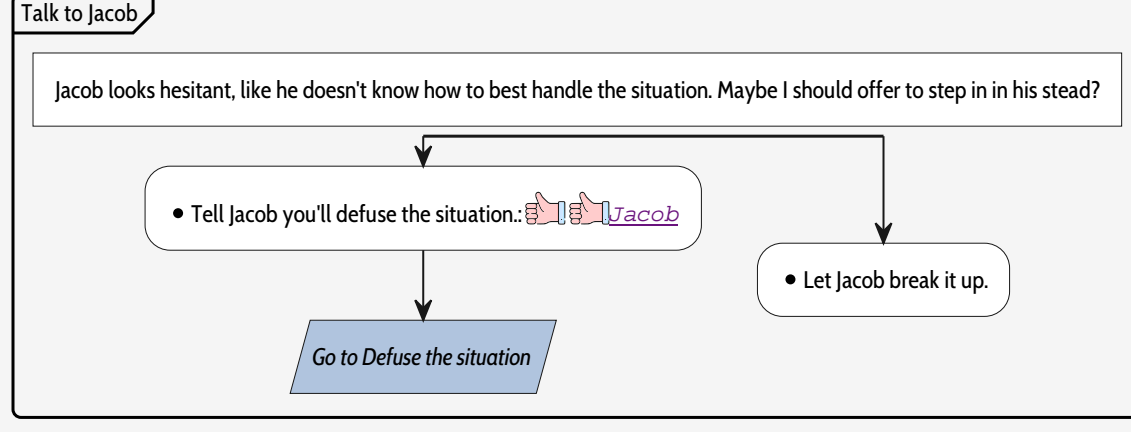 Talk to Jacob
Jacob looks hesitant, like he doesn't know how to best handle the situation. Maybe I should offer to step in in his stead?
• Tell Jacob you'll defuse the situation.: Jacob
• Let Jacob break it up.
Go to Defuse the situation